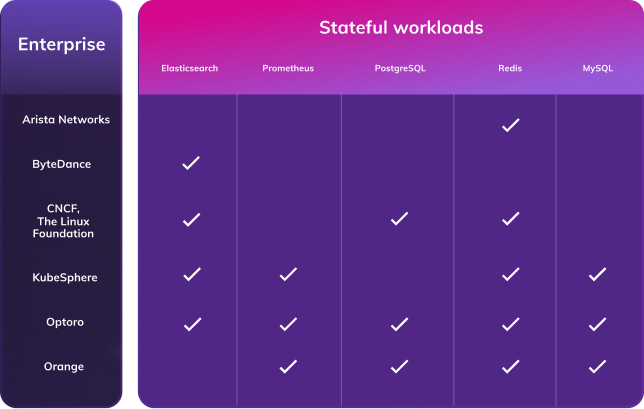 Enterprise
Stateful workloads
Elasticsearch Prometheus PostgreSQL Redis MySQL
Arista Networks
ByteDance
CNCF,
The Linux
Foundation
KubeSphere
Optoro
Orange